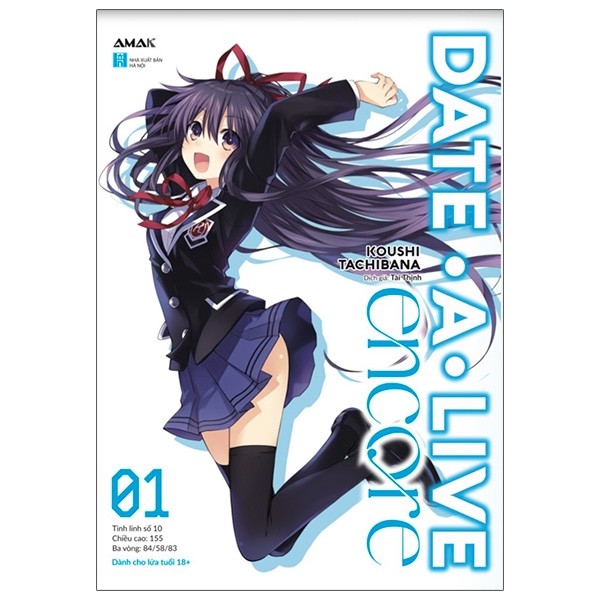 AMAK
NHÀ XUẤT BẢN
HÀ NỘI
DATE・A・LIVE
encore
KOUSHI
TACHIBANA
Dịch giả: Tài Thịnh
01
Tinh linh số 10
Chiều cao: 155
Ba vòng: 84/58/83
Dành cho lứa tuổi 18+